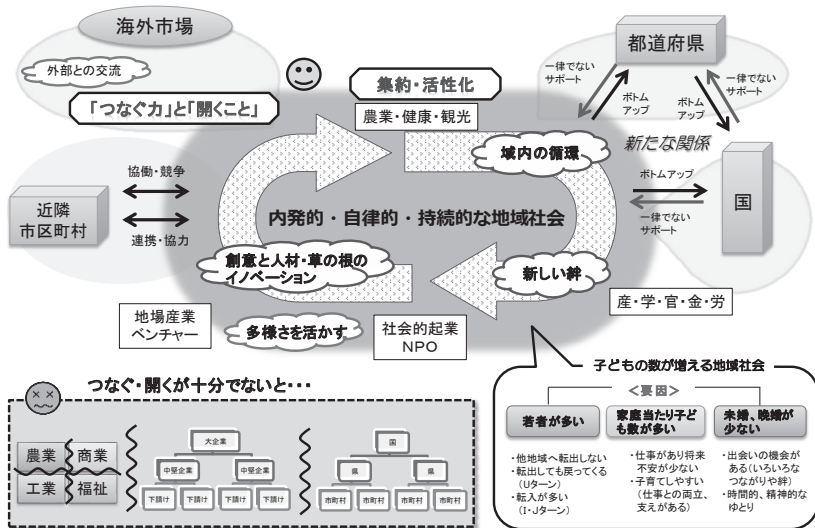 海外市場
外部との交流
「つなぐ力」と「開くこと」
集約・活性化
農業・健康・観光
都道府県
一律でない
サポート
ボトム
アップ
ボトム
アップ
一律でない
サポート
新たな関係
域内の循環
近隣
市区町村
協働・競争
連携・協力
内発的・自律的・持続的な地域社会
ボトムアップ
一律でない
サポート
国
創意と人材・草の根の
イノベーション
新しい絆
地場産業
ベンチャー
多様さを活かす
社会的起業
NPO
産・学・官・金・労
つなぐ・開くが十分でないと・・・
農業
商業
工業
福祉
大企業
中堅企業
中堅企業
下請け
下請け
下請け
下請け
国
県
県
市町村
市町村
市町村
市町村
子どもの数が増える地域社会
＜要因＞
若者が多い
・他地域へ転出しない
・転出しても戻ってくる
(Uターン)
・転入が多い
(I・Jターン)
家庭当たり子ど
も数が多い
・仕事があり将来
不安が少ない
・子育てしやすい
(仕事との両立、
支えがある)
未婚、晩婚が
少ない
・出会いの機会が
ある(いろいろな
つながりや絆)
・時間的、精神的な
ゆとり